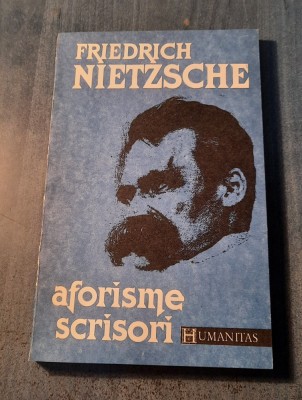 FRIEDRICH
NIETZSCHE
aforisme
scrisori
HUMANITAS